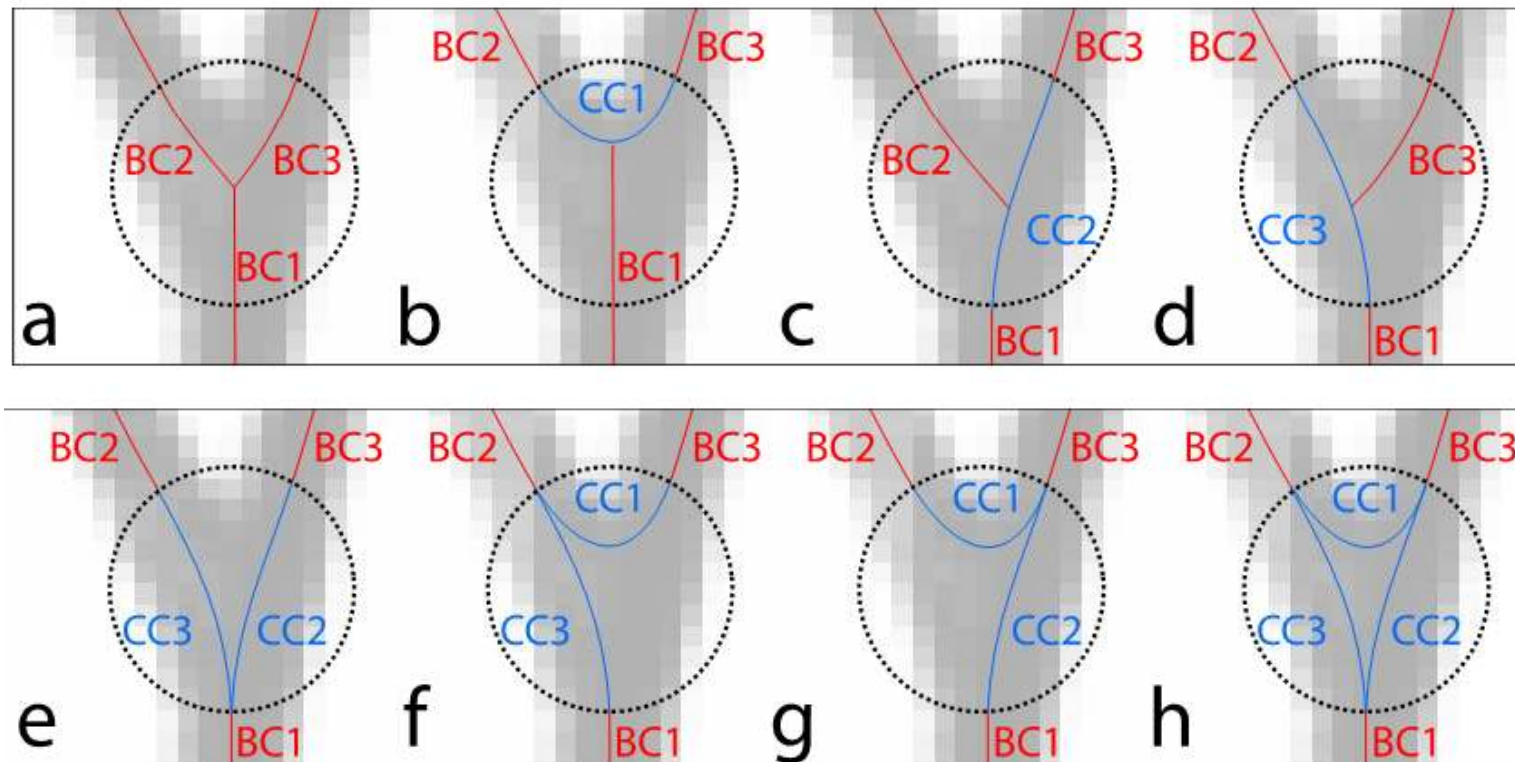 BC2 BC3 BC1 a
BC2 BC3 CC1 BC1 b
BC3 BC2 CC2 BC1 c
BC2 BC3 CC3 BC1 d
BC2 BC3 CC3 CC2 BC1 e
BC2 BC3 CC1 CC3 BC1 f
BC2 BC3 CC1 CC2 BC1 g
BC2 BC3 CC1 CC3 CC2 BC1 h